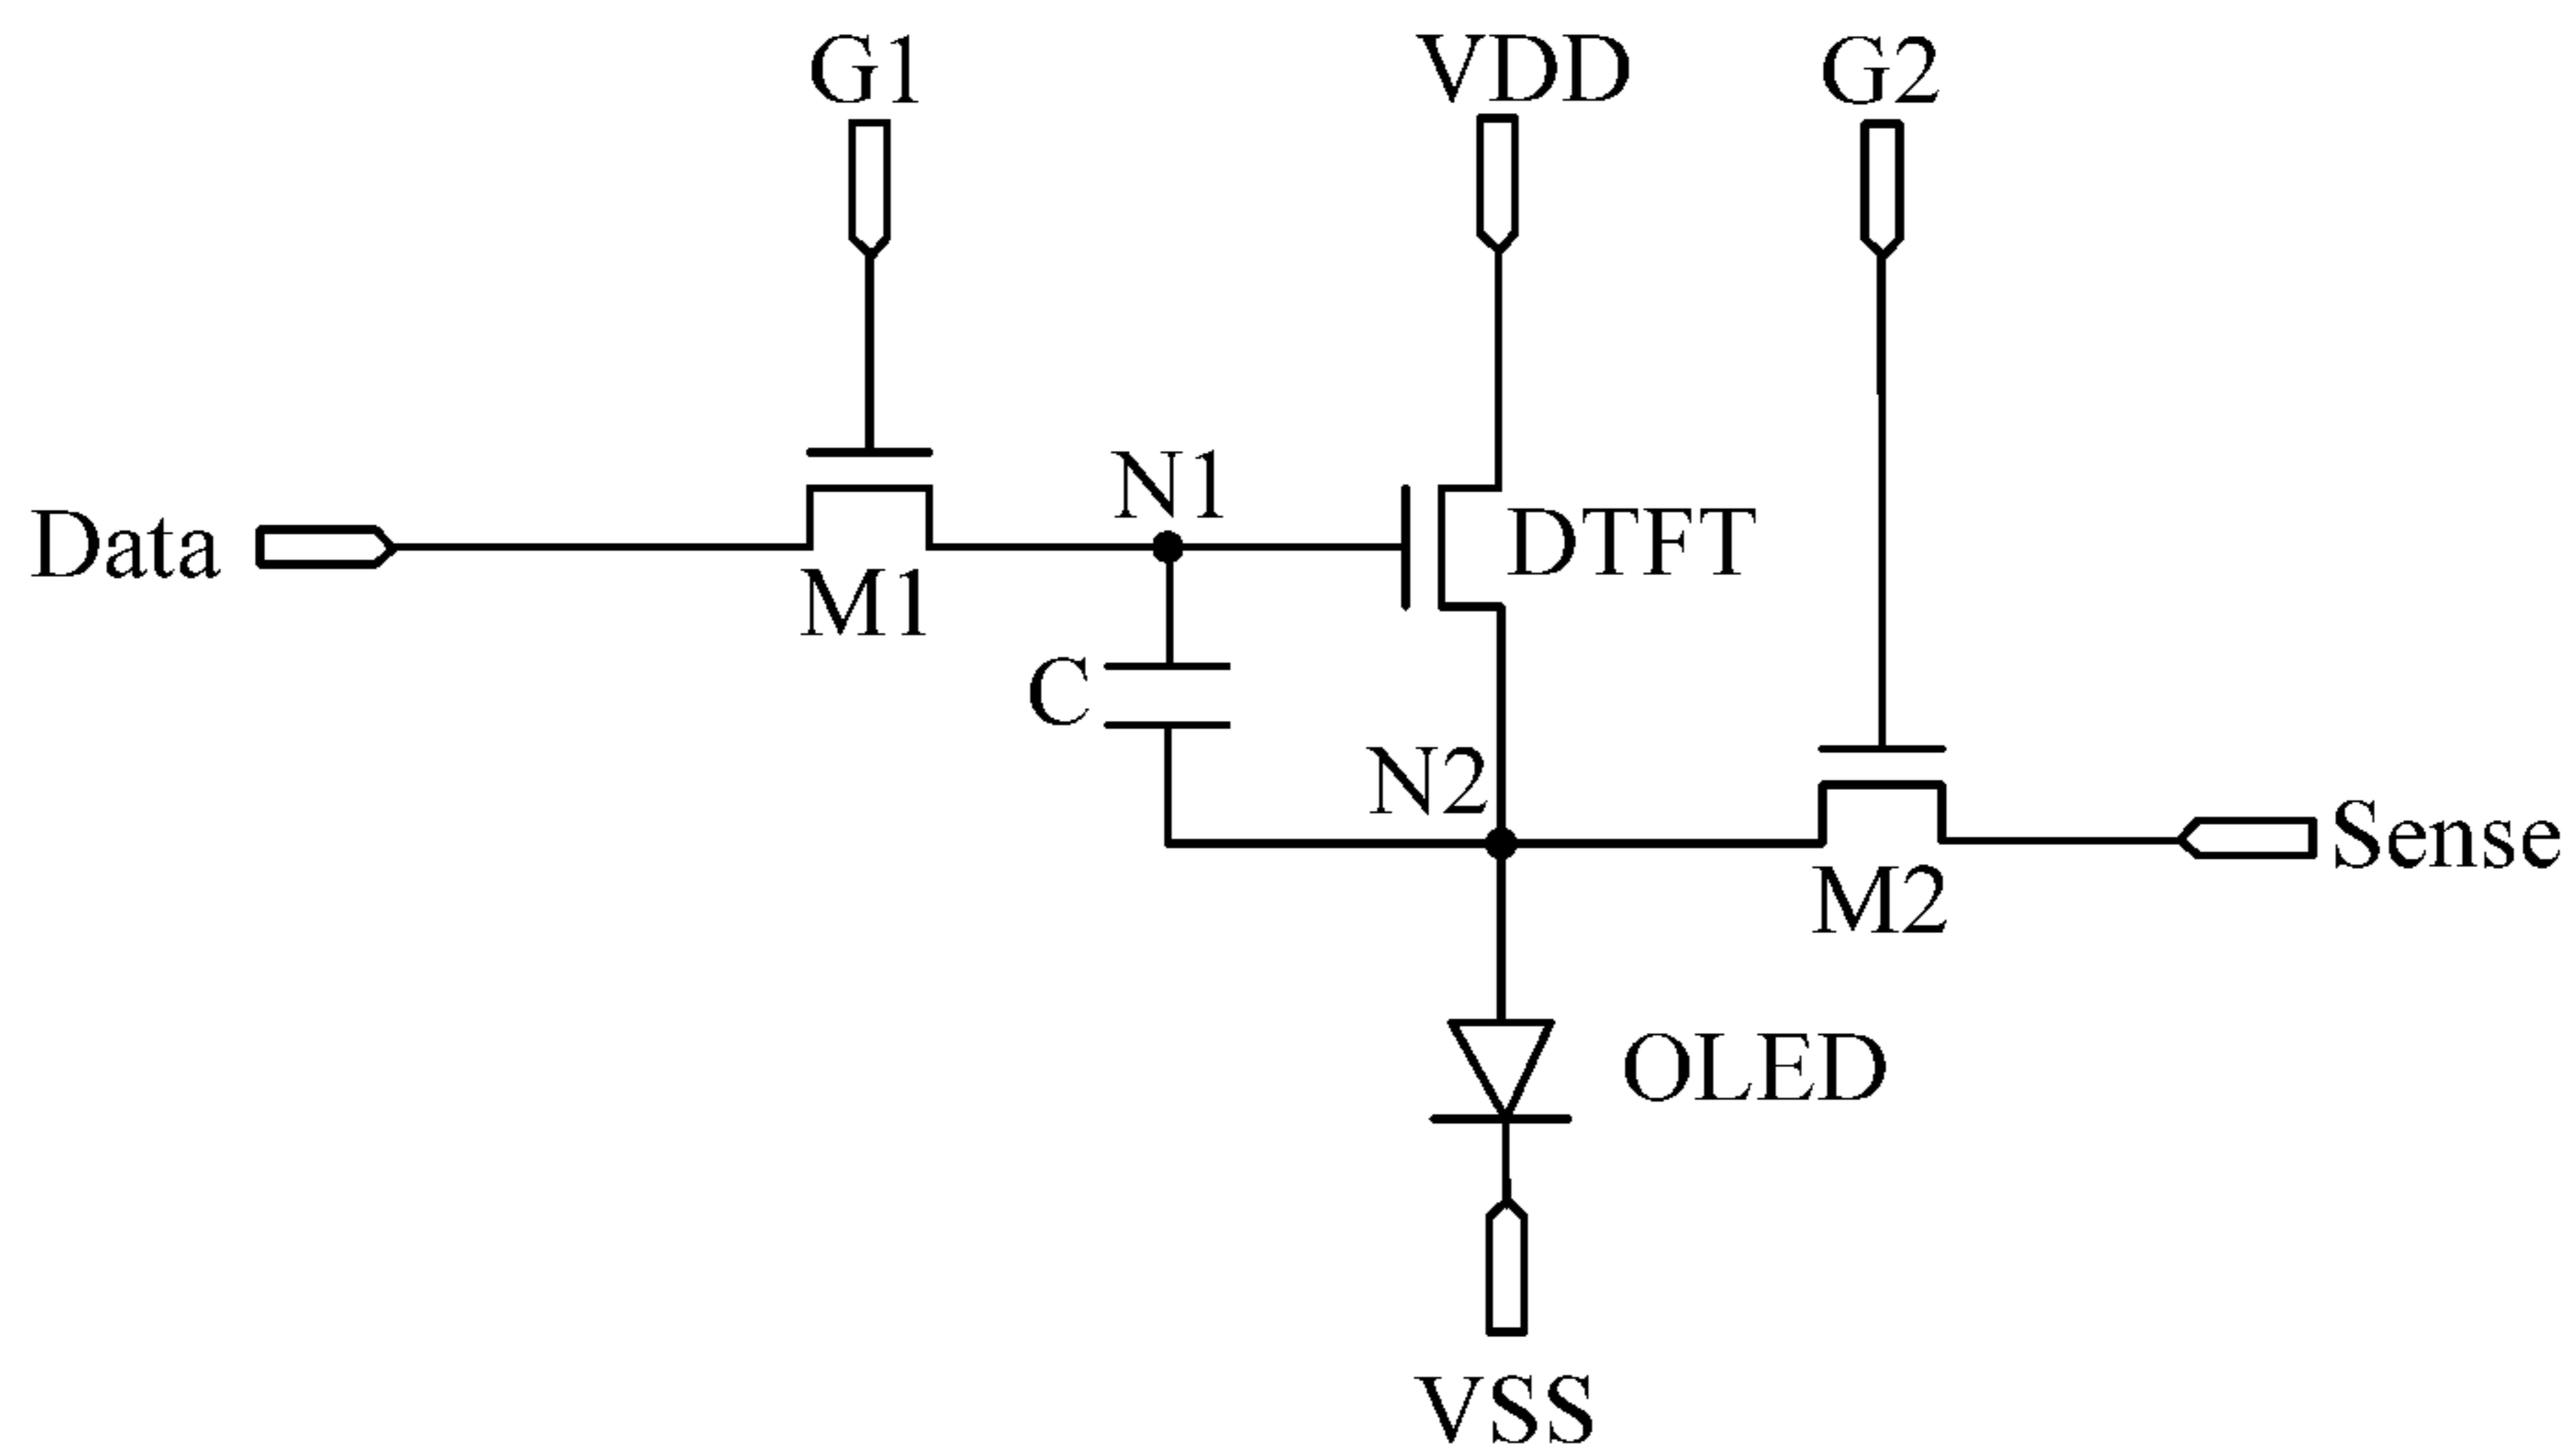 G1
VDD
G2
N1
Data
DTFT
M1
C
N2
Sense
M2
OLED
VSS